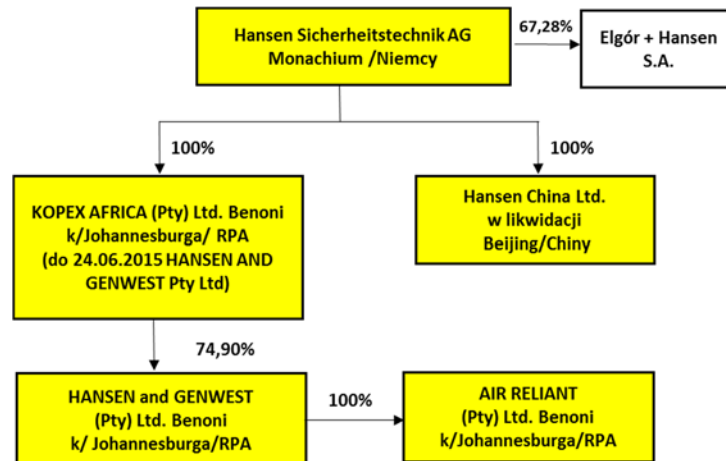 Hansen Sicherheitstechnik AG
Monachium /Niemcy
67,28%
Elgór + Hansen
S.A.
100%
100%
KOPEX AFRICA (Pty) Ltd. Benoni
k/Johannesburga/ RPA
(do 24.06.2015 HANSEN AND
GENWEST Pty Ltd)
Hansen China Ltd.
w likwidacji
Beijing/Chiny
74,90%
HANSEN and GENWEST
(Pty) Ltd. Benoni
k/ Johannesburga/RPA
100%
AIR RELIANT
(Pty) Ltd. Benoni
k/Johannesburga/RPA